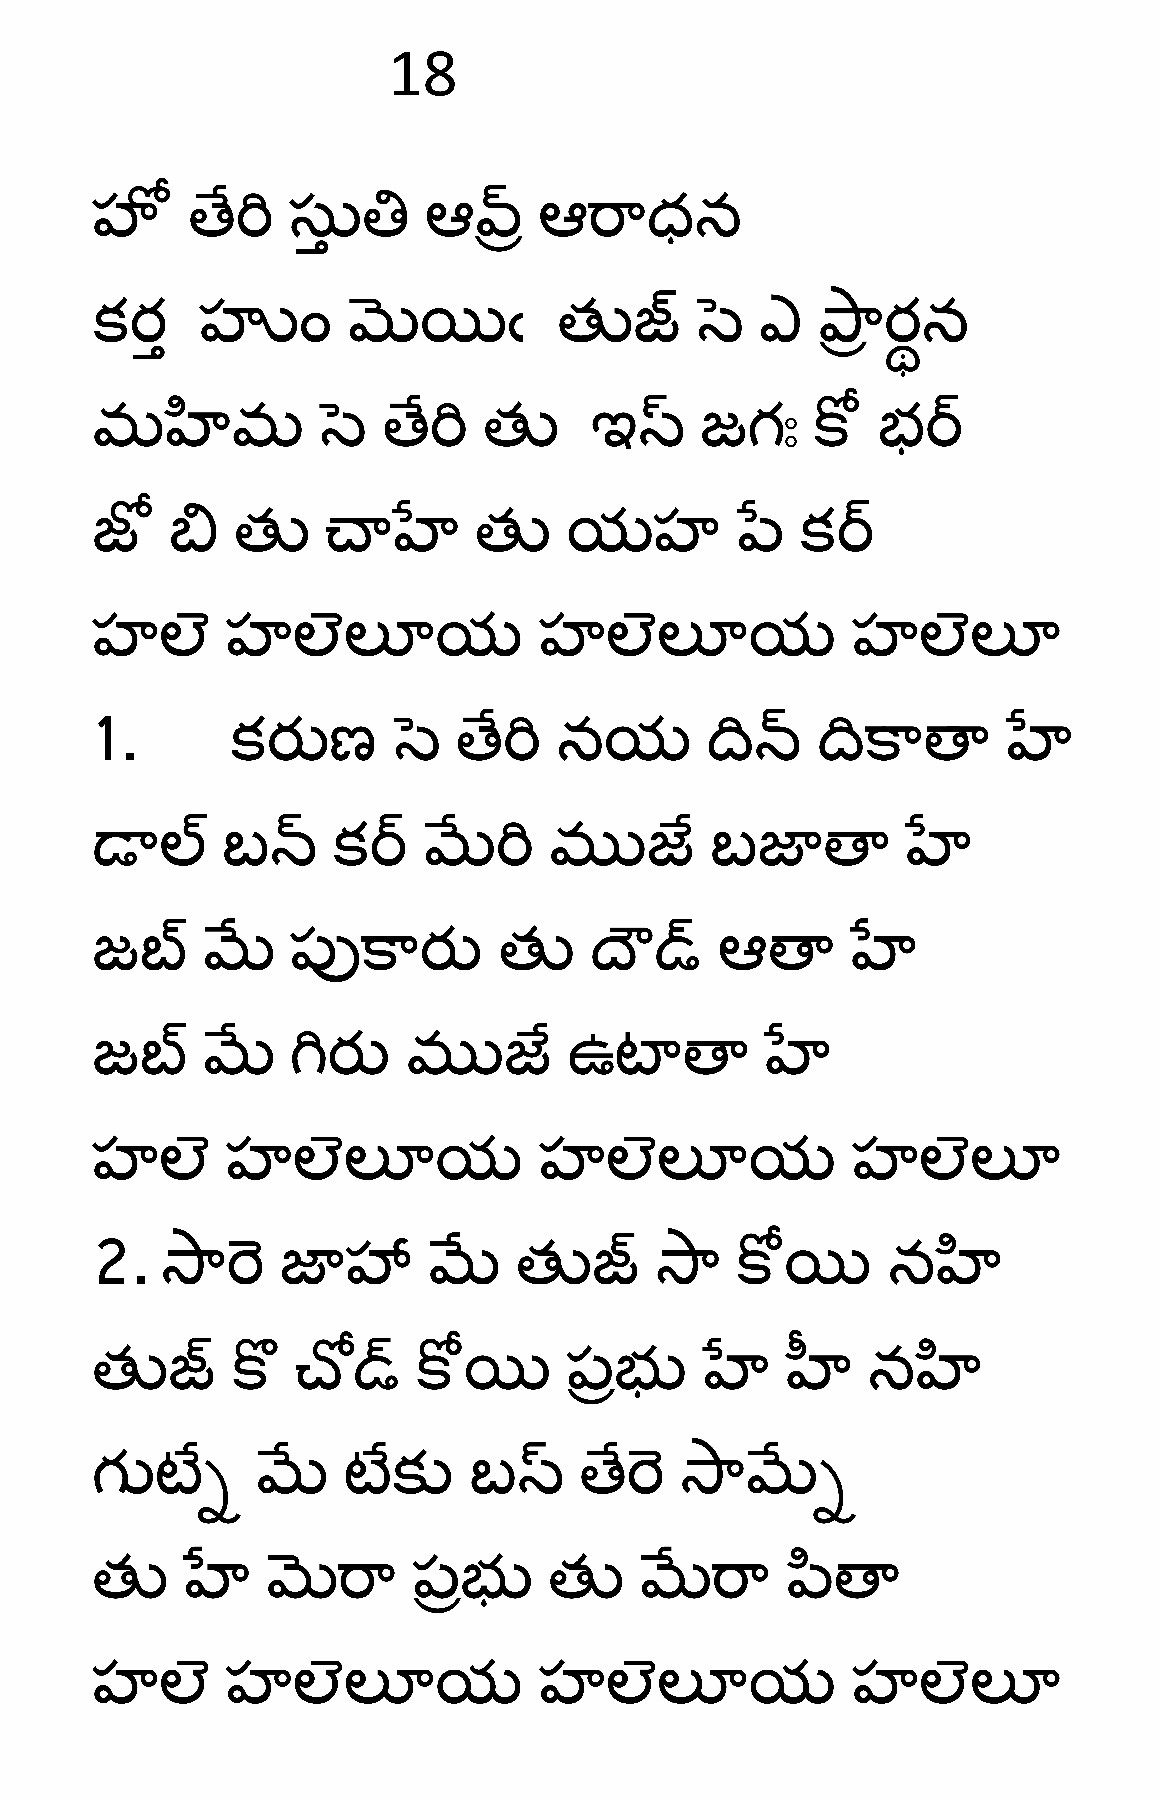 18
హో తేరి స్తుతి ఆవ్ర్ ఆరాధన
కర్త హుం మెయిఁ తుజ్ సె ఎ ప్రార్థన
మహిమ సె తేరి తు ఇస్ జగః కో భర్
జో బి తు చాహే తు యహ పే కర్
హలె హలెలూయ హలెలూయ హలెలూ
1. కరుణ సె తేరి నయ దిన్ దికాతా హే
డాల్ బన్ కర్ మేరి ముజే బజాతా హే
జబ్ మే పుకారు తు దౌడ్ ఆతా హే
జబ్ మే గిరు ముజే ఉటాతా హే
హలె హలెలూయ హలెలూయ హలెలూ
2. సారె జాహా మే తుజ్ సా కోయి నహి
తుజ్ కొ చోడ్ కోయి ప్రభు హే హీ నహి
గుట్నే మే టేకు బస్ తేరె సామ్నే
తు హే మెరా ప్రభు తు మేరా పితా
హలె హలెలూయ హలెలూయ హలెలూ